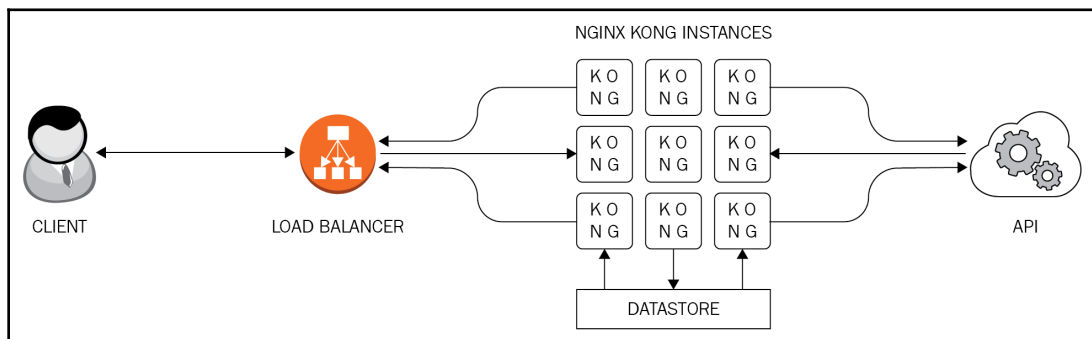 NGINX KONG INSTANCES
K O K O K O
N G N G N G
K O K O K O
N G N G N G
CLIENT
LOAD BALANCER
K O K O K O
N G N G N G
API
DATASTORE